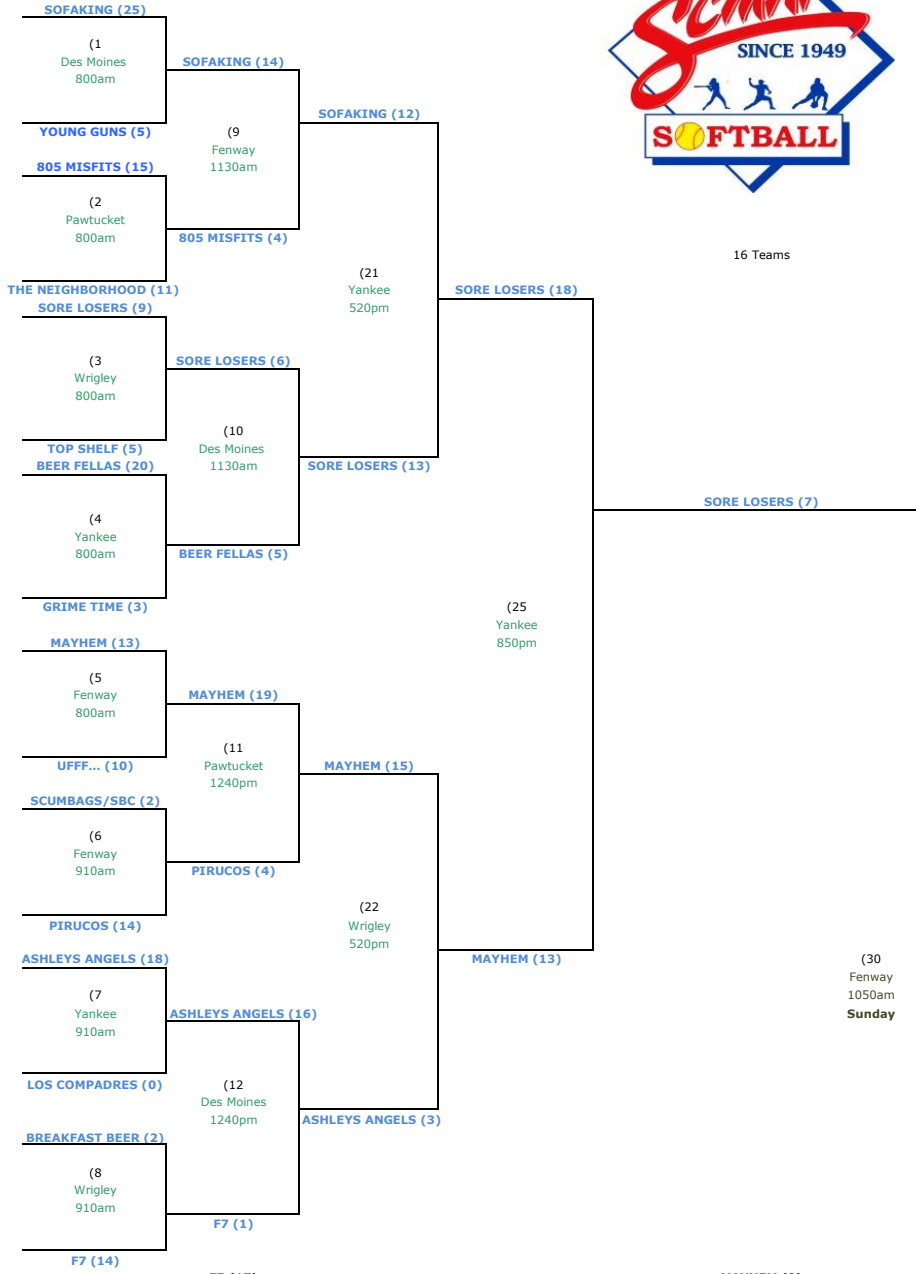 SCMAF
SINCE 1949
SOFTBALL
16 Teams
SOFAKING (25)
(1
Des Moines
800am
YOUNG GUNS (5)
805 MISFITS (15)
(2
Pawtucket
800am
THE NEIGHBORHOOD (11)
SORE LOSERS (9)
(3
Wrigley
800am
TOP SHELF (5)
BEER FELLAS (20)
(4
Yankee
800am
GRIME TIME (3)
MAYHEM (13)
(5
Fenway
800am
UFFF... (10)
SCUMBAGS/SBC (2)
(6
Fenway
910am
PIRUCOS (14)
ASHLEYS ANGELS (18)
(7
Yankee
910am
LOS COMPADRES (0)
BREAKFAST BEER (2)
(8
Wrigley
910am
F7 (14)
SOFAKING (14)
(9
Fenway
1130am
805 MISFITS (4)
SORE LOSERS (6)
(10
Des Moines
1130am
BEER FELLAS (5)
MAYHEM (19)
(11
Pawtucket
1240pm
PIRUCOS (4)
ASHLEYS ANGELS (16)
(12
Des Moines
1240pm
F7 (1)
SOFAKING (12)
(21
Yankee
520pm
SORE LOSERS (13)
MAYHEM (15)
(22
Wrigley
520pm
ASHLEYS ANGELS (3)
SORE LOSERS (18)
(25
Yankee
850pm
MAYHEM (13)
SORE LOSERS (7)
(30
Fenway
1050am
Sunday